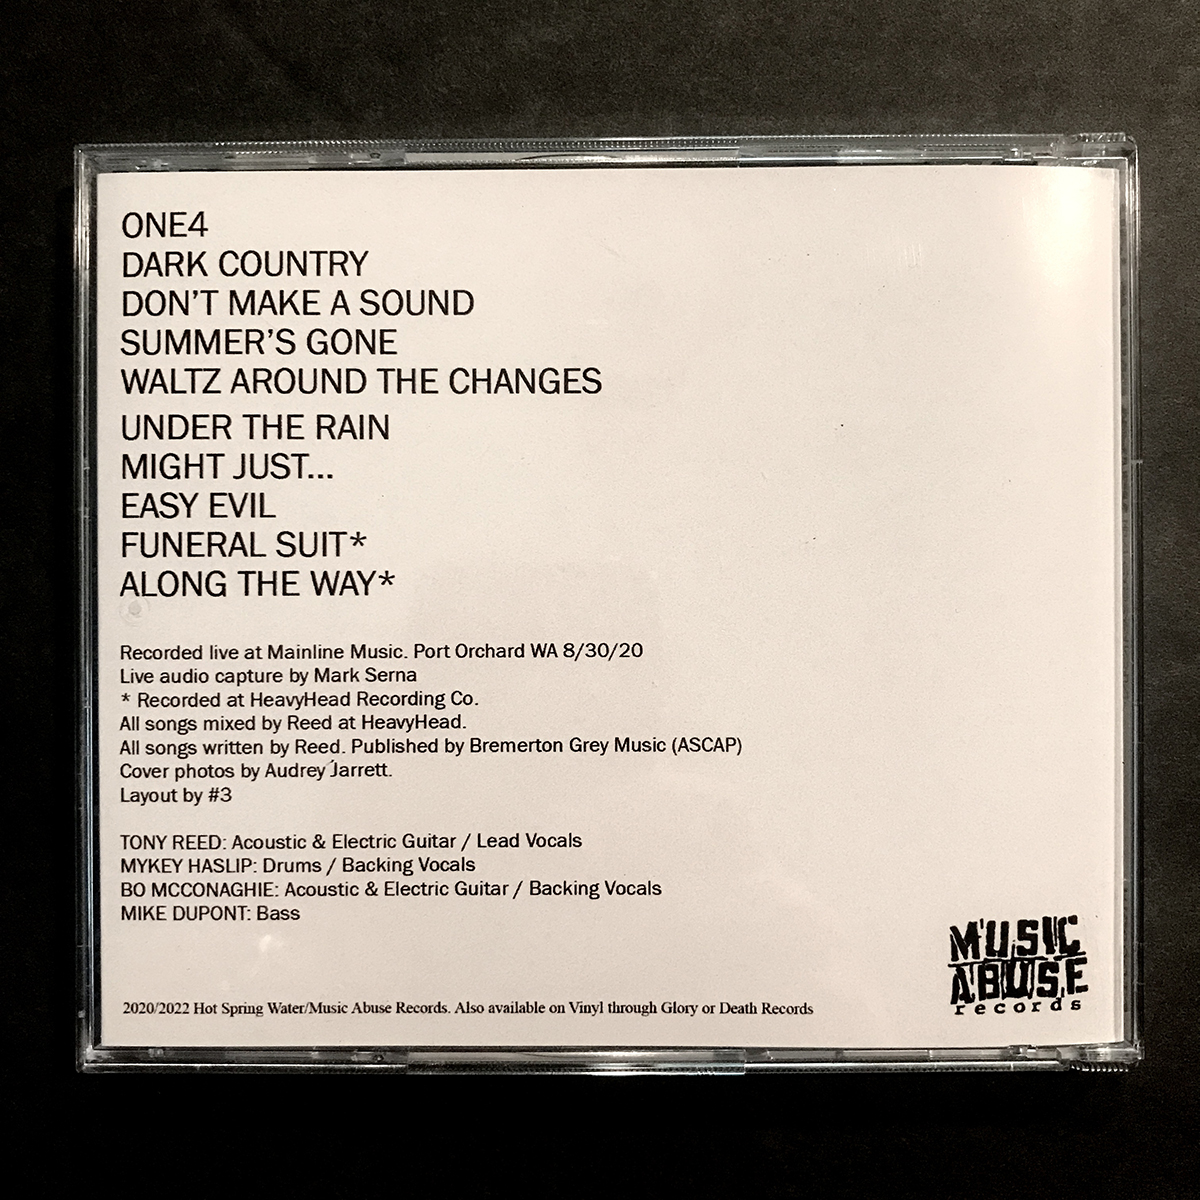 ONE4
DARK COUNTRY
DON'T MAKE A SOUND
SUMMER'S GONE
WALTZ AROUND THE CHANGES
UNDER THE RAIN
MIGHT JUST...
EASY EVIL
FUNERAL SUIT*
ALONG THE WAY*
Recorded live at Mainline Music. Port Orchard WA 8/30/20
Live audio capture by Mark Serna
* Recorded at HeavyHead Recording Co.
All songs mixed by Reed at HeavyHead.
All songs written by Reed. Published by Bremerton Grey Music (ASCAP)
Cover photos by Audrey Jarrett.
Layout by #3
TONY REED: Acoustic & Electric Guitar / Lead Vocals
MYKEY HASLIP: Drums / Backing Vocals
BO MCCONAGHIE: Acoustic & Electric Guitar / Backing Vocals
MIKE DUPONT: Bass
2020/2022 Hot Spring Water/Music Abuse Records. Also available on Vinyl through Glory or Death Records
MUSIC
ABUSE
records